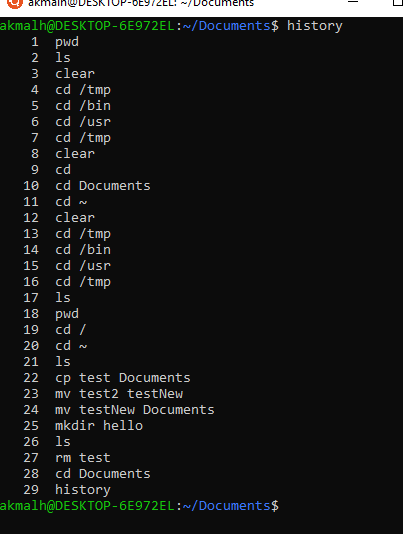 akmalh@DESKTOP-6E972EL: ~/Documents
akmalh@DESKTOP-6E972EL:~/Documents$ history
1 pwd
2 ls
3 clear
4 cd /tmp
5 cd /bin
6 cd /usr
7 cd /tmp
8 clear
9 cd
10 cd Documents
11 cd ~
12 clear
13 cd /tmp
14 cd /bin
15 cd /usr
16 cd /tmp
17 ls
18 pwd
19 cd /
20 cd ~
21 ls
22 cp test Documents
23 mv test2 testNew
24 mv testNew Documents
25 mkdir hello
26 ls
27 rm test
28 cd Documents
29 history
akmalh@DESKTOP-6E972EL:~/Documents$